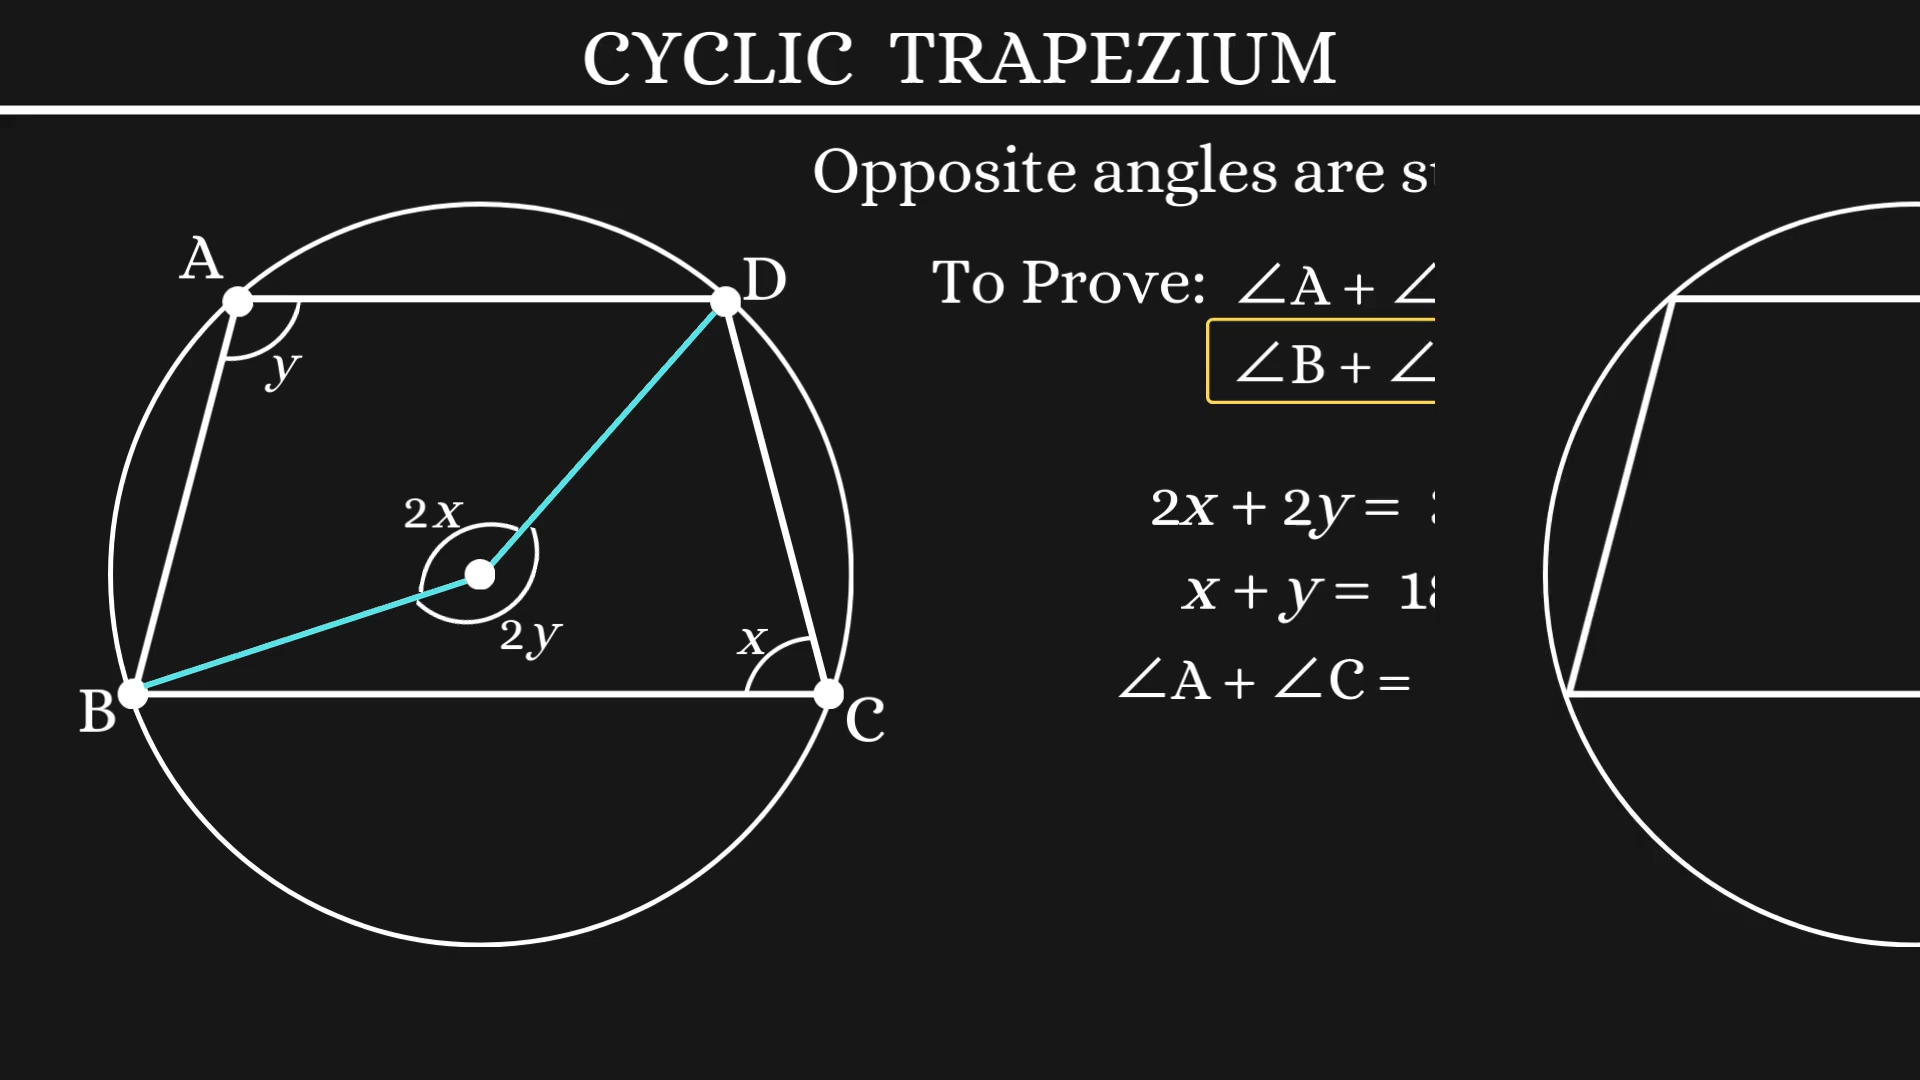 CYCLIC TRAPEZIUM
Opposite angles are
To Prove: ∠A + ∠
∠B + ∠
A
D
y
2x
2y
x
B
C
2x + 2y =
x + y =
∠A + ∠C =